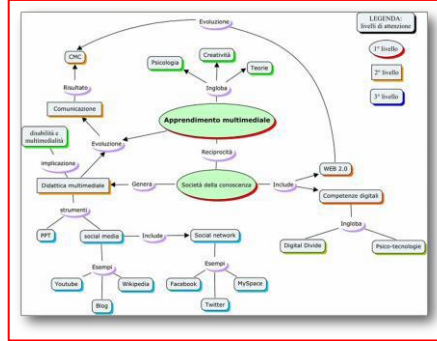 Evoluzione
LEGENDA:
livelli di attenzione
CMC
Creatività
Psicologia
Teorie
1° livello
Risultato
Ingloba
2° livello
Comunicazione
3° livello
Apprendimento multimediale
disabilità e
multimedialità
Evoluzione
Reciprocità
implicazione
WEB 2.0
Didattica multimediale
Genera
Società della conoscenza
Include
Competenze digitali
strumenti
Ingloba
PPT
social media
Include
Social network
Digital Divide
Psico-tecnologie
Esempi
Esempi
Youtube
Wikipedia
Facebook
MySpace
Blog
Twitter